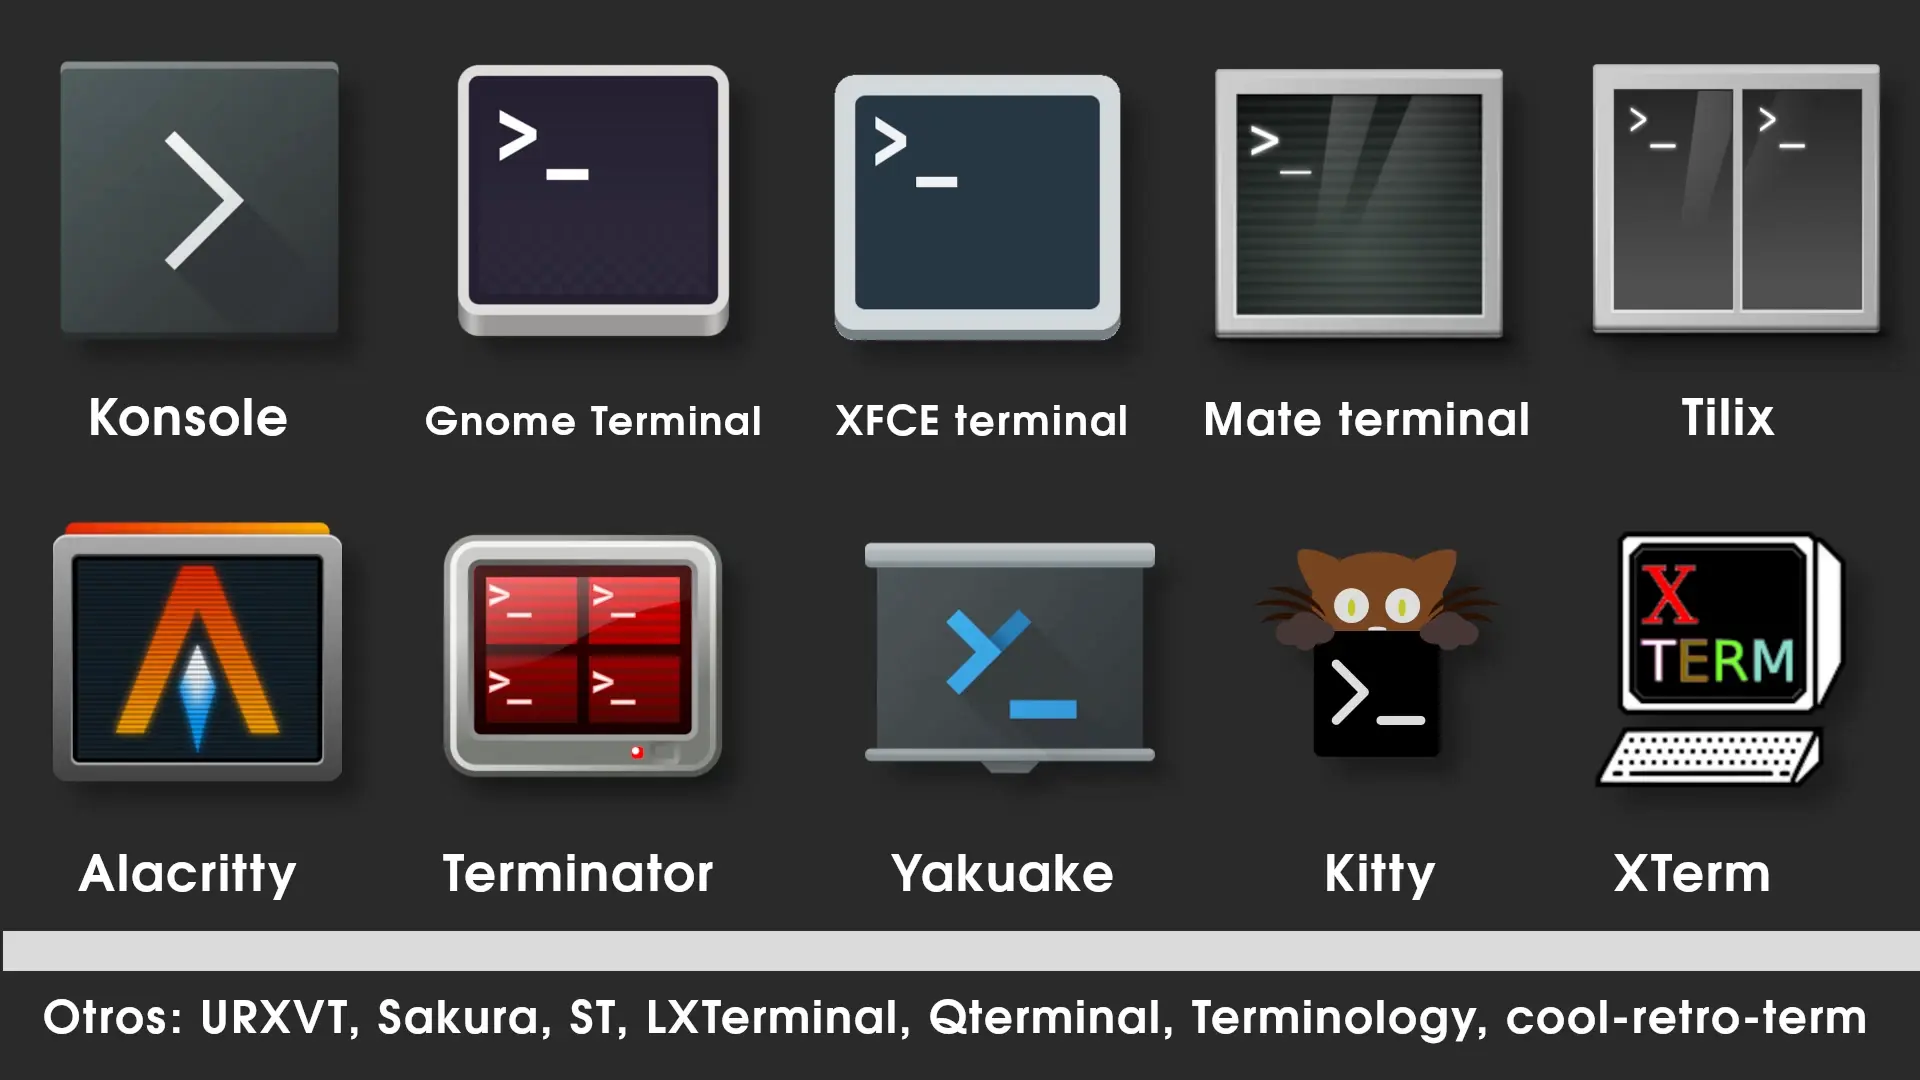 >_
>_
>_
>_ >_
Konsole
Gnome Terminal
XFCE terminal
Mate terminal
Tilix
>_ >_
>_ >_
>_
X
TERM
Alacritty
Terminator
Yakuake
Kitty
XTerm
Otros: URXVT, Sakura, ST, LXTerminal, Qterminal, Terminology, cool-retro-term